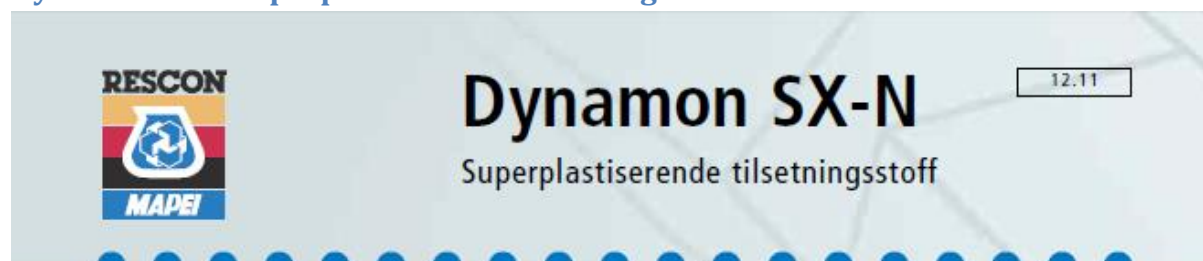 RESCON
MAPEI
Dynamon SX-N
12.11
Superplastiserende tilsetningsstoff